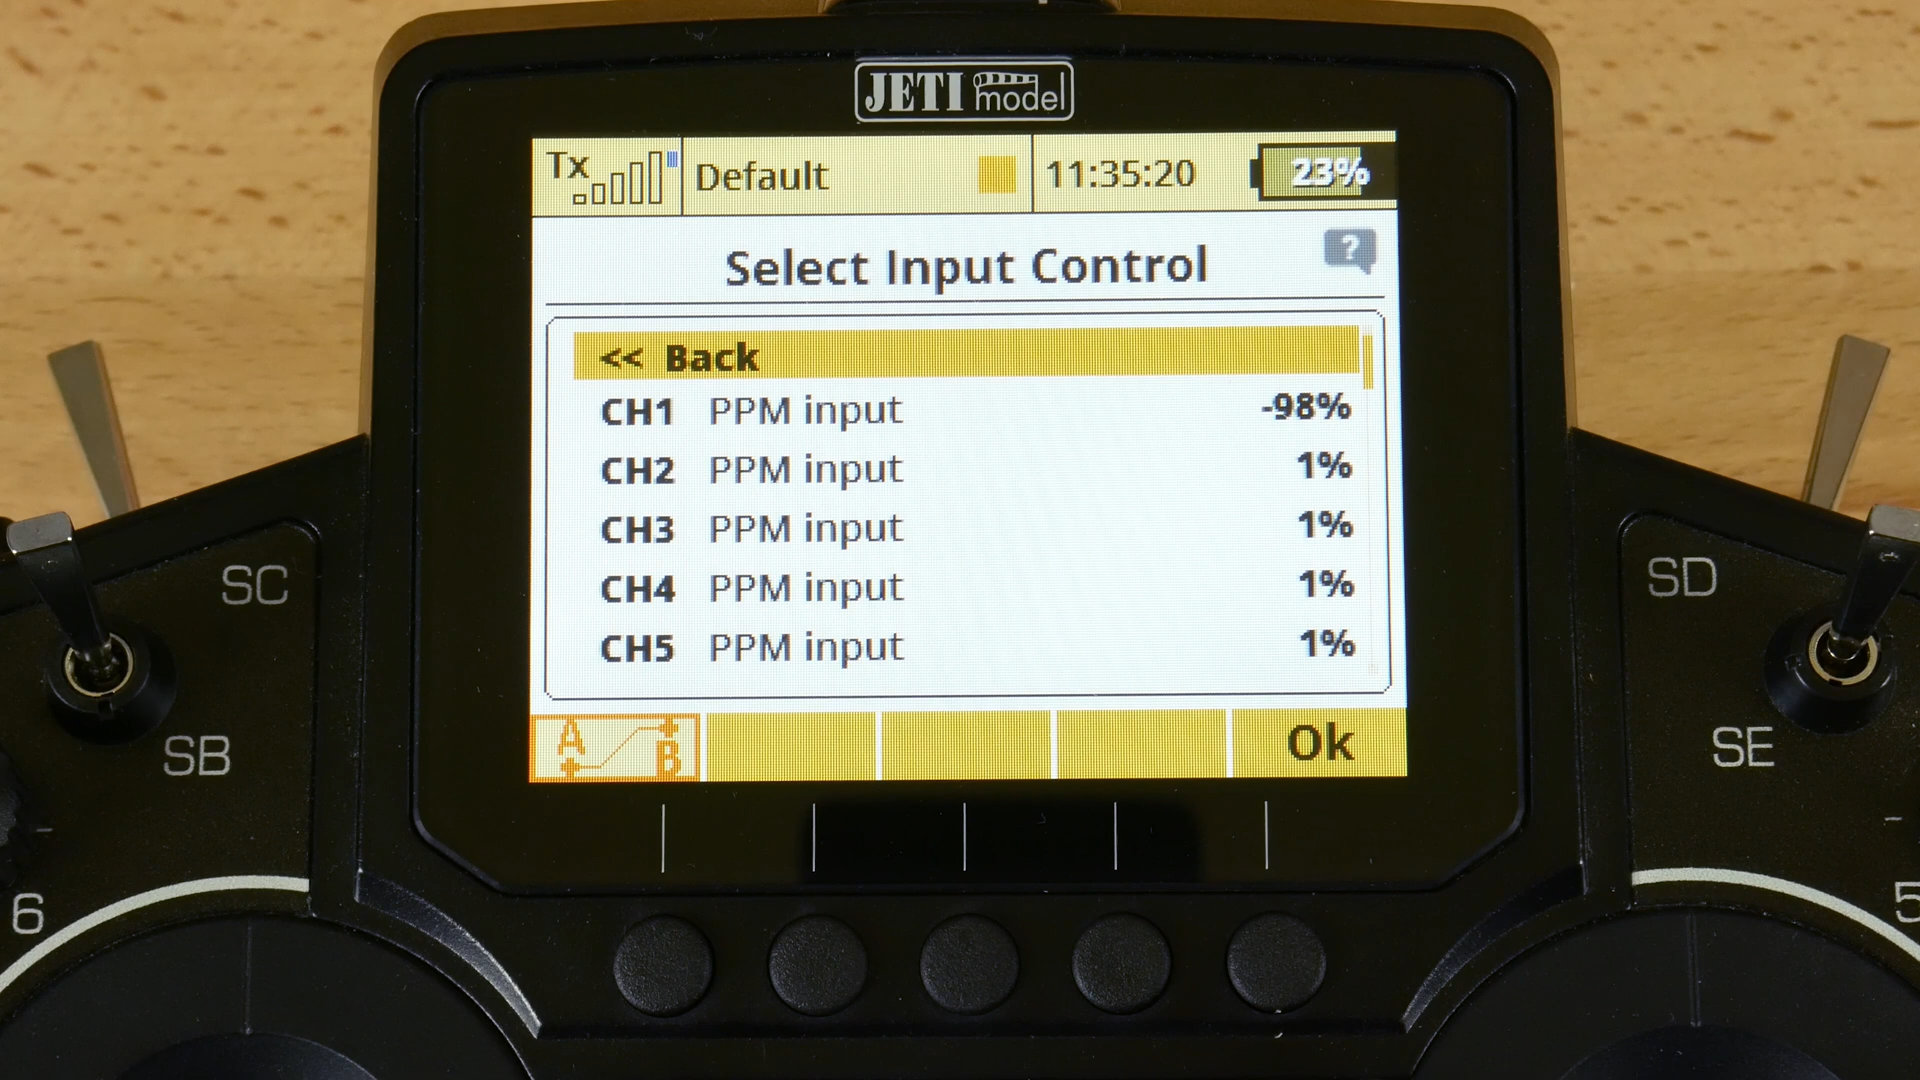 JETI model
Tx Default 11:35:20 23%
Select Input Control ?
<< Back
CH1 PPM input -98%
CH2 PPM input 1%
CH3 PPM input 1%
CH4 PPM input 1%
CH5 PPM input 1%
A B Ok
SC
SB
6
SD
SE
5